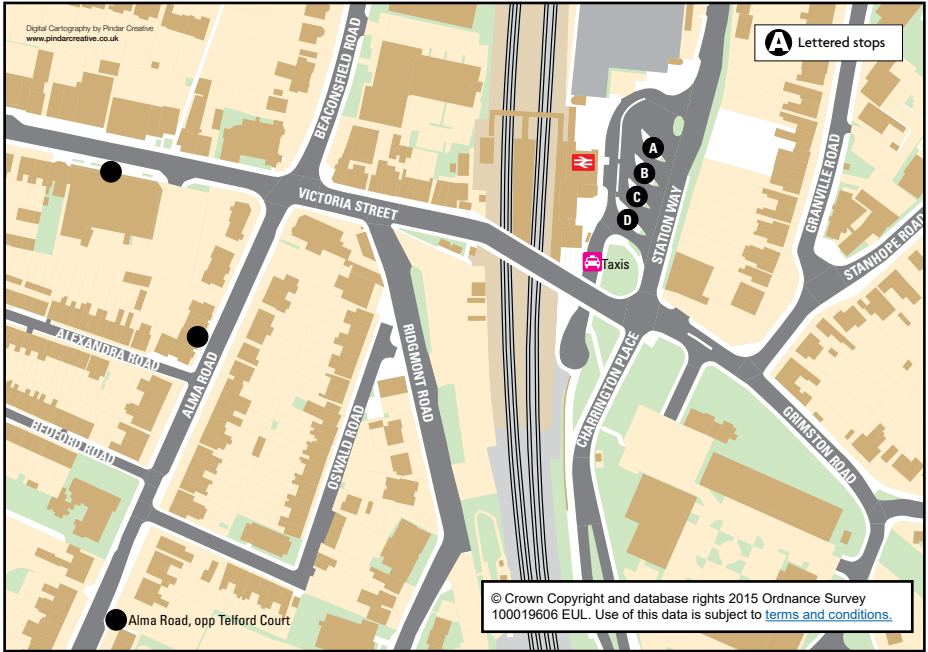 Digital Cartography by Pindar Creative
www.pindarcreative.co.uk
A Lettered stops
BEACONSFIELD ROAD
VICTORIA STREET
A
B
C
D
Taxis
STATION WAY
GRANVILLE ROAD
STANHOPE ROAD
ALEXANDRA ROAD
ALMA ROAD
BEDFORD ROAD
OSWALD ROAD
RIDGMONT ROAD
CHARRINGTON PLACE
GRIMSTON ROAD
Alma Road, opp Telford Court
© Crown Copyright and database rights 2015 Ordnance Survey
100019606 EUL. Use of this data is subject to terms and conditions.